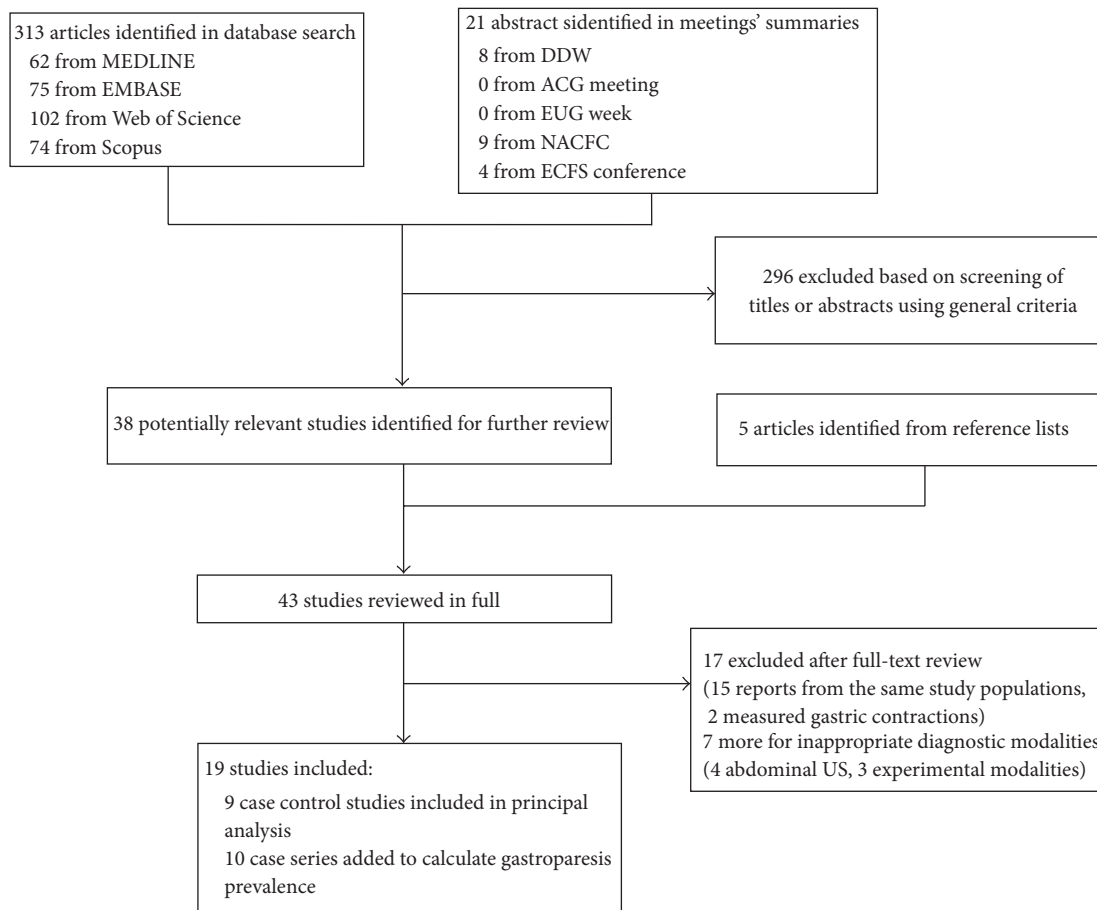 313 articles identified in database search
62 from MEDLINE
75 from EMBASE
102 from Web of Science
74 from Scopus
21 abstract sidentified in meetings' summaries
8 from DDW
0 from ACG meeting
0 from EUG week
9 from NACFC
4 from ECFS conference
296 excluded based on screening of
titles or abstracts using general criteria
38 potentially relevant studies identified for further review
5 articles identified from reference lists
43 studies reviewed in full
17 excluded after full-text review
(15 reports from the same study populations,
2 measured gastric contractions)
7 more for inappropriate diagnostic modalities
(4 abdominal US, 3 experimental modalities)
19 studies included:
9 case control studies included in principal
analysis
10 case series added to calculate gastroparesis
prevalence